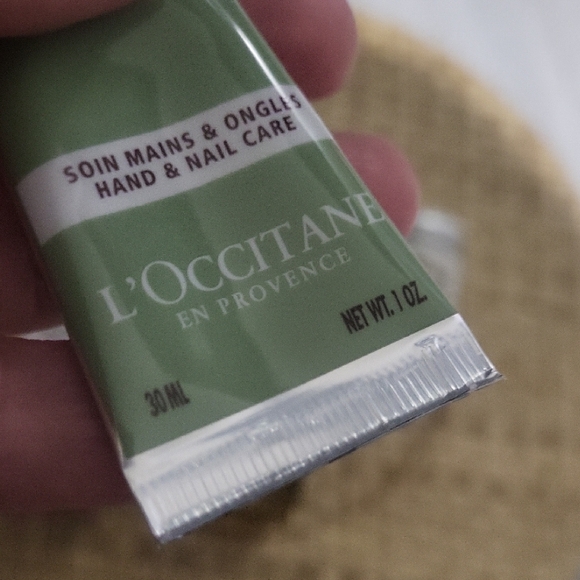 SOIN MAINS & ONGLES
HAND & NAIL CARE
L'OCCITANE
EN PROVENCE
NET WT. 1 OZ.
30 ML